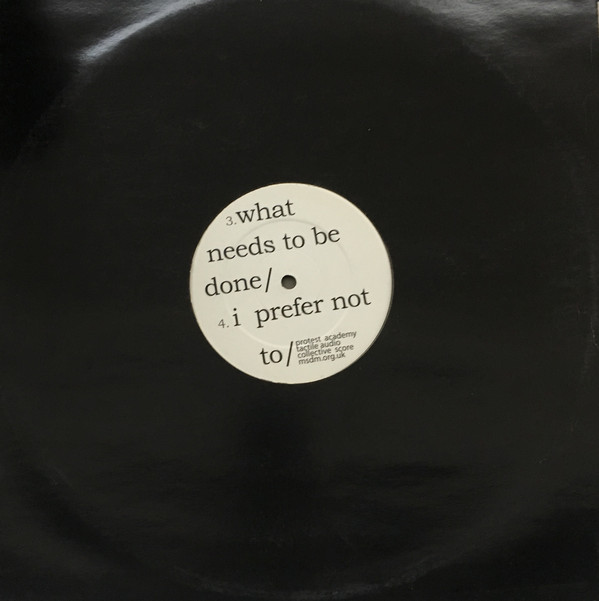 3. what
needs to be
done/
4. i prefer not
to/
protest academy
tactile audio
collective score
msdm.org.uk